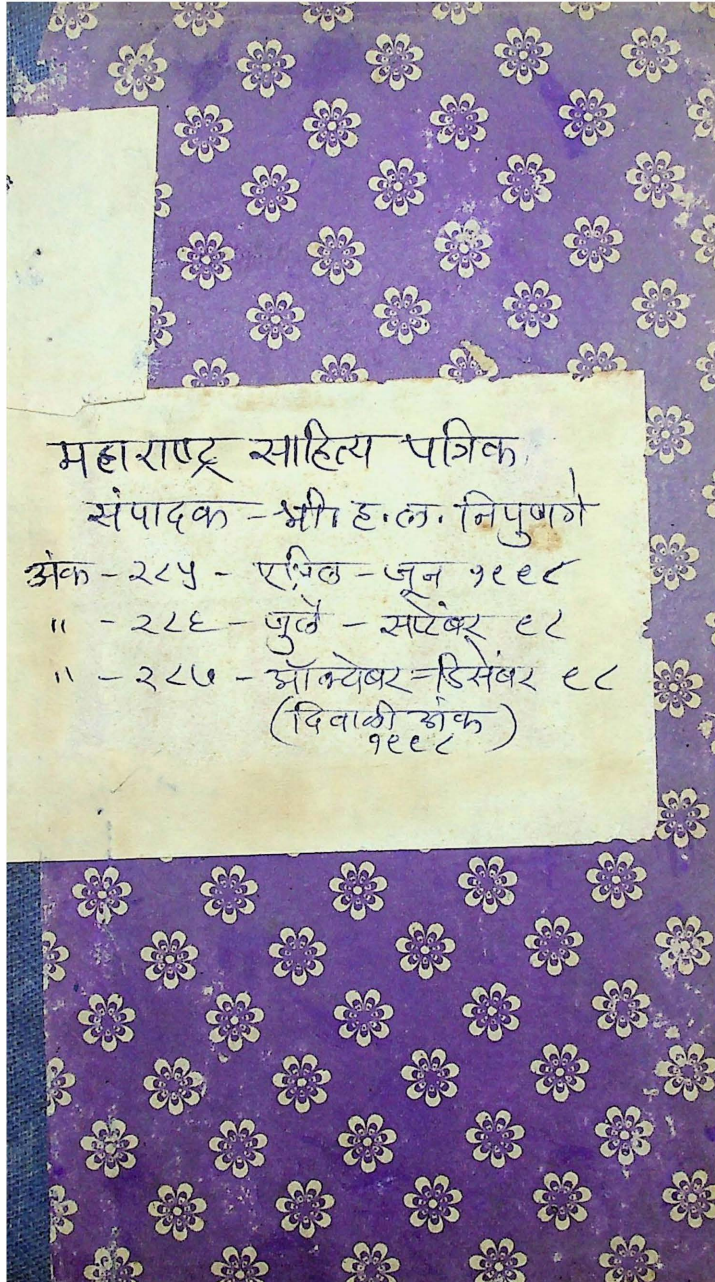 महाराष्ट्र साहित्य पत्रिक
संपादक - श्री. ह. ल. निपुणगे
अंक - २८५ - एप्रिल - जून १९९८
" - २८६ - जुलै - सप्टेंबर ९८
" - २८७ - ऑक्टोबर = डिसेंबर ९८
(दिवाळी अंक)
१९९८